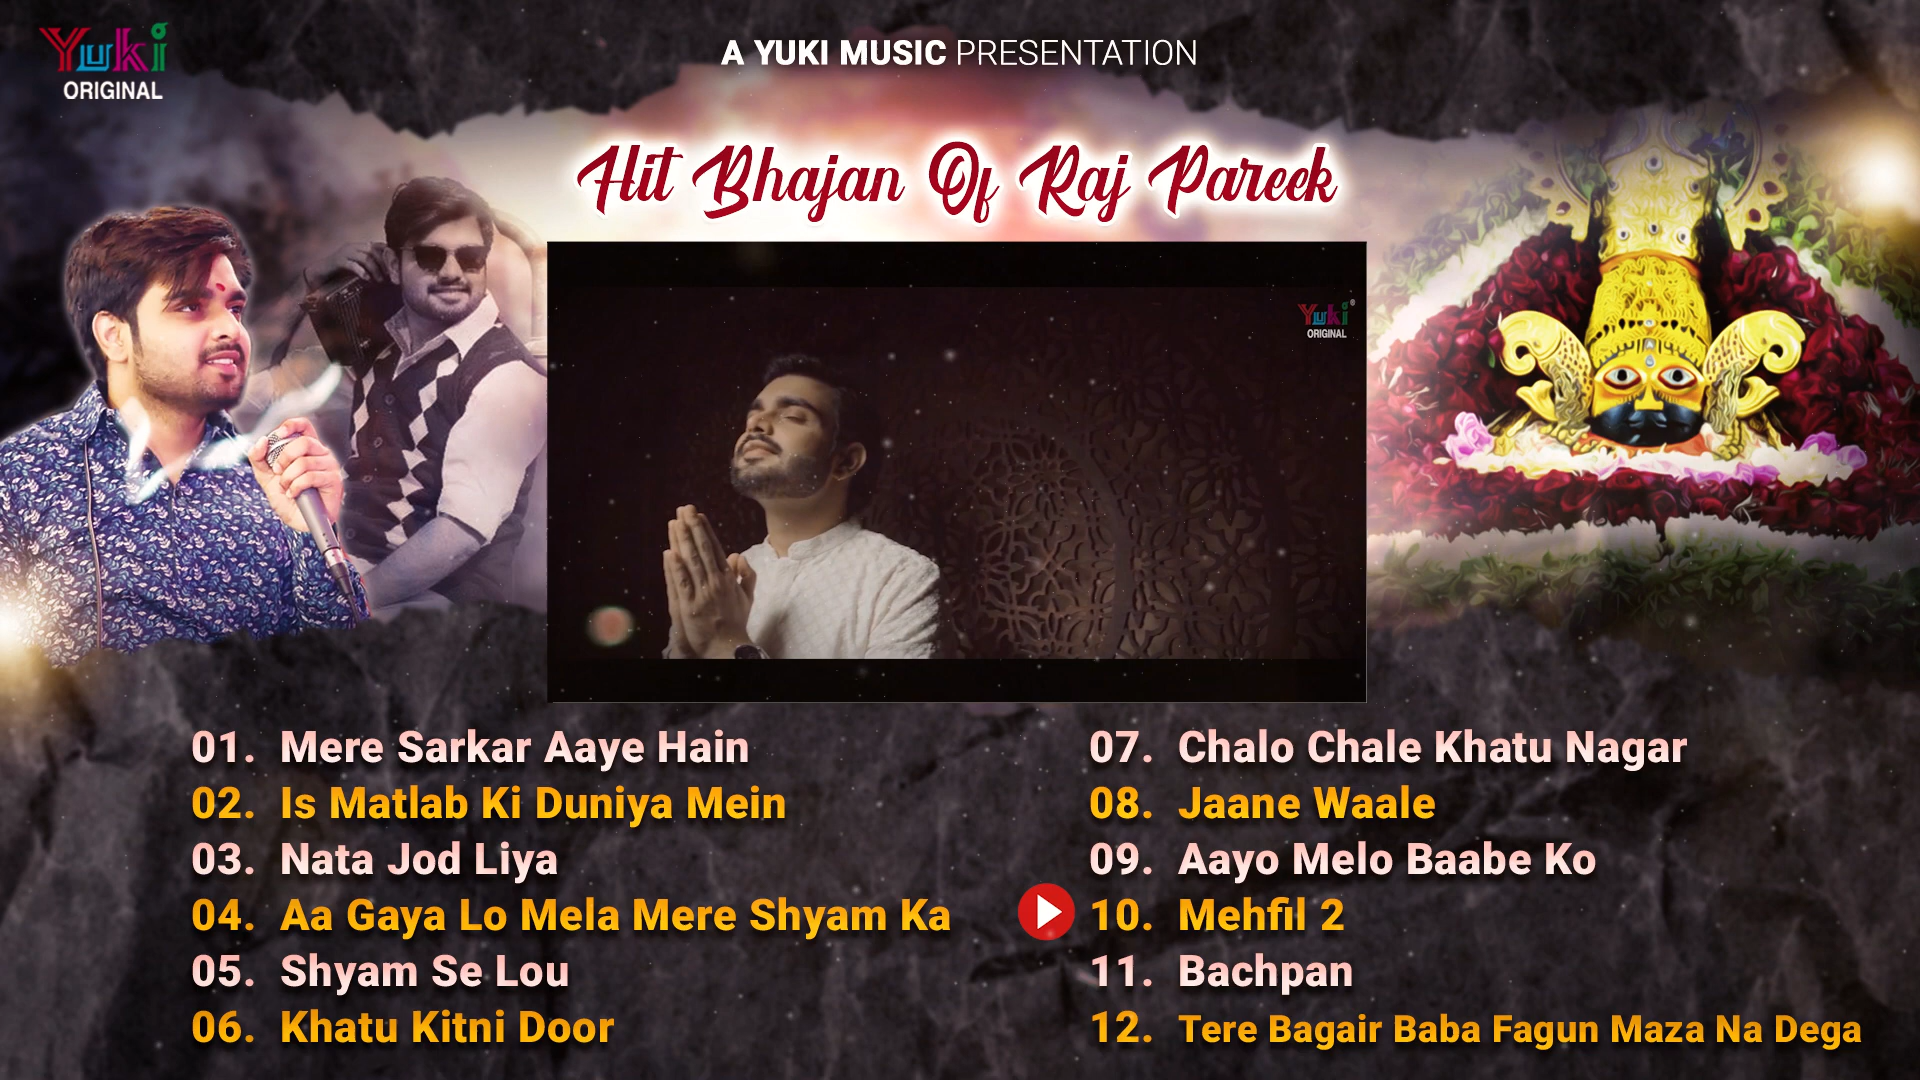 Yuki
ORIGINAL
A YUKI MUSIC PRESENTATION
Hit Bhajan Of Raj Pareek
Yuki®
ORIGINAL
01. Mere Sarkar Aaye Hain
02. Is Matlab Ki Duniya Mein
03. Nata Jod Liya
04. Aa Gaya Lo Mela Mere Shyam Ka
05. Shyam Se Lou
06. Khatu Kitni Door
07. Chalo Chale Khatu Nagar
08. Jaane Waale
09. Aayo Melo Baabe Ko
10. Mehfil 2
11. Bachpan
12. Tere Bagair Baba Fagun Maza Na Dega